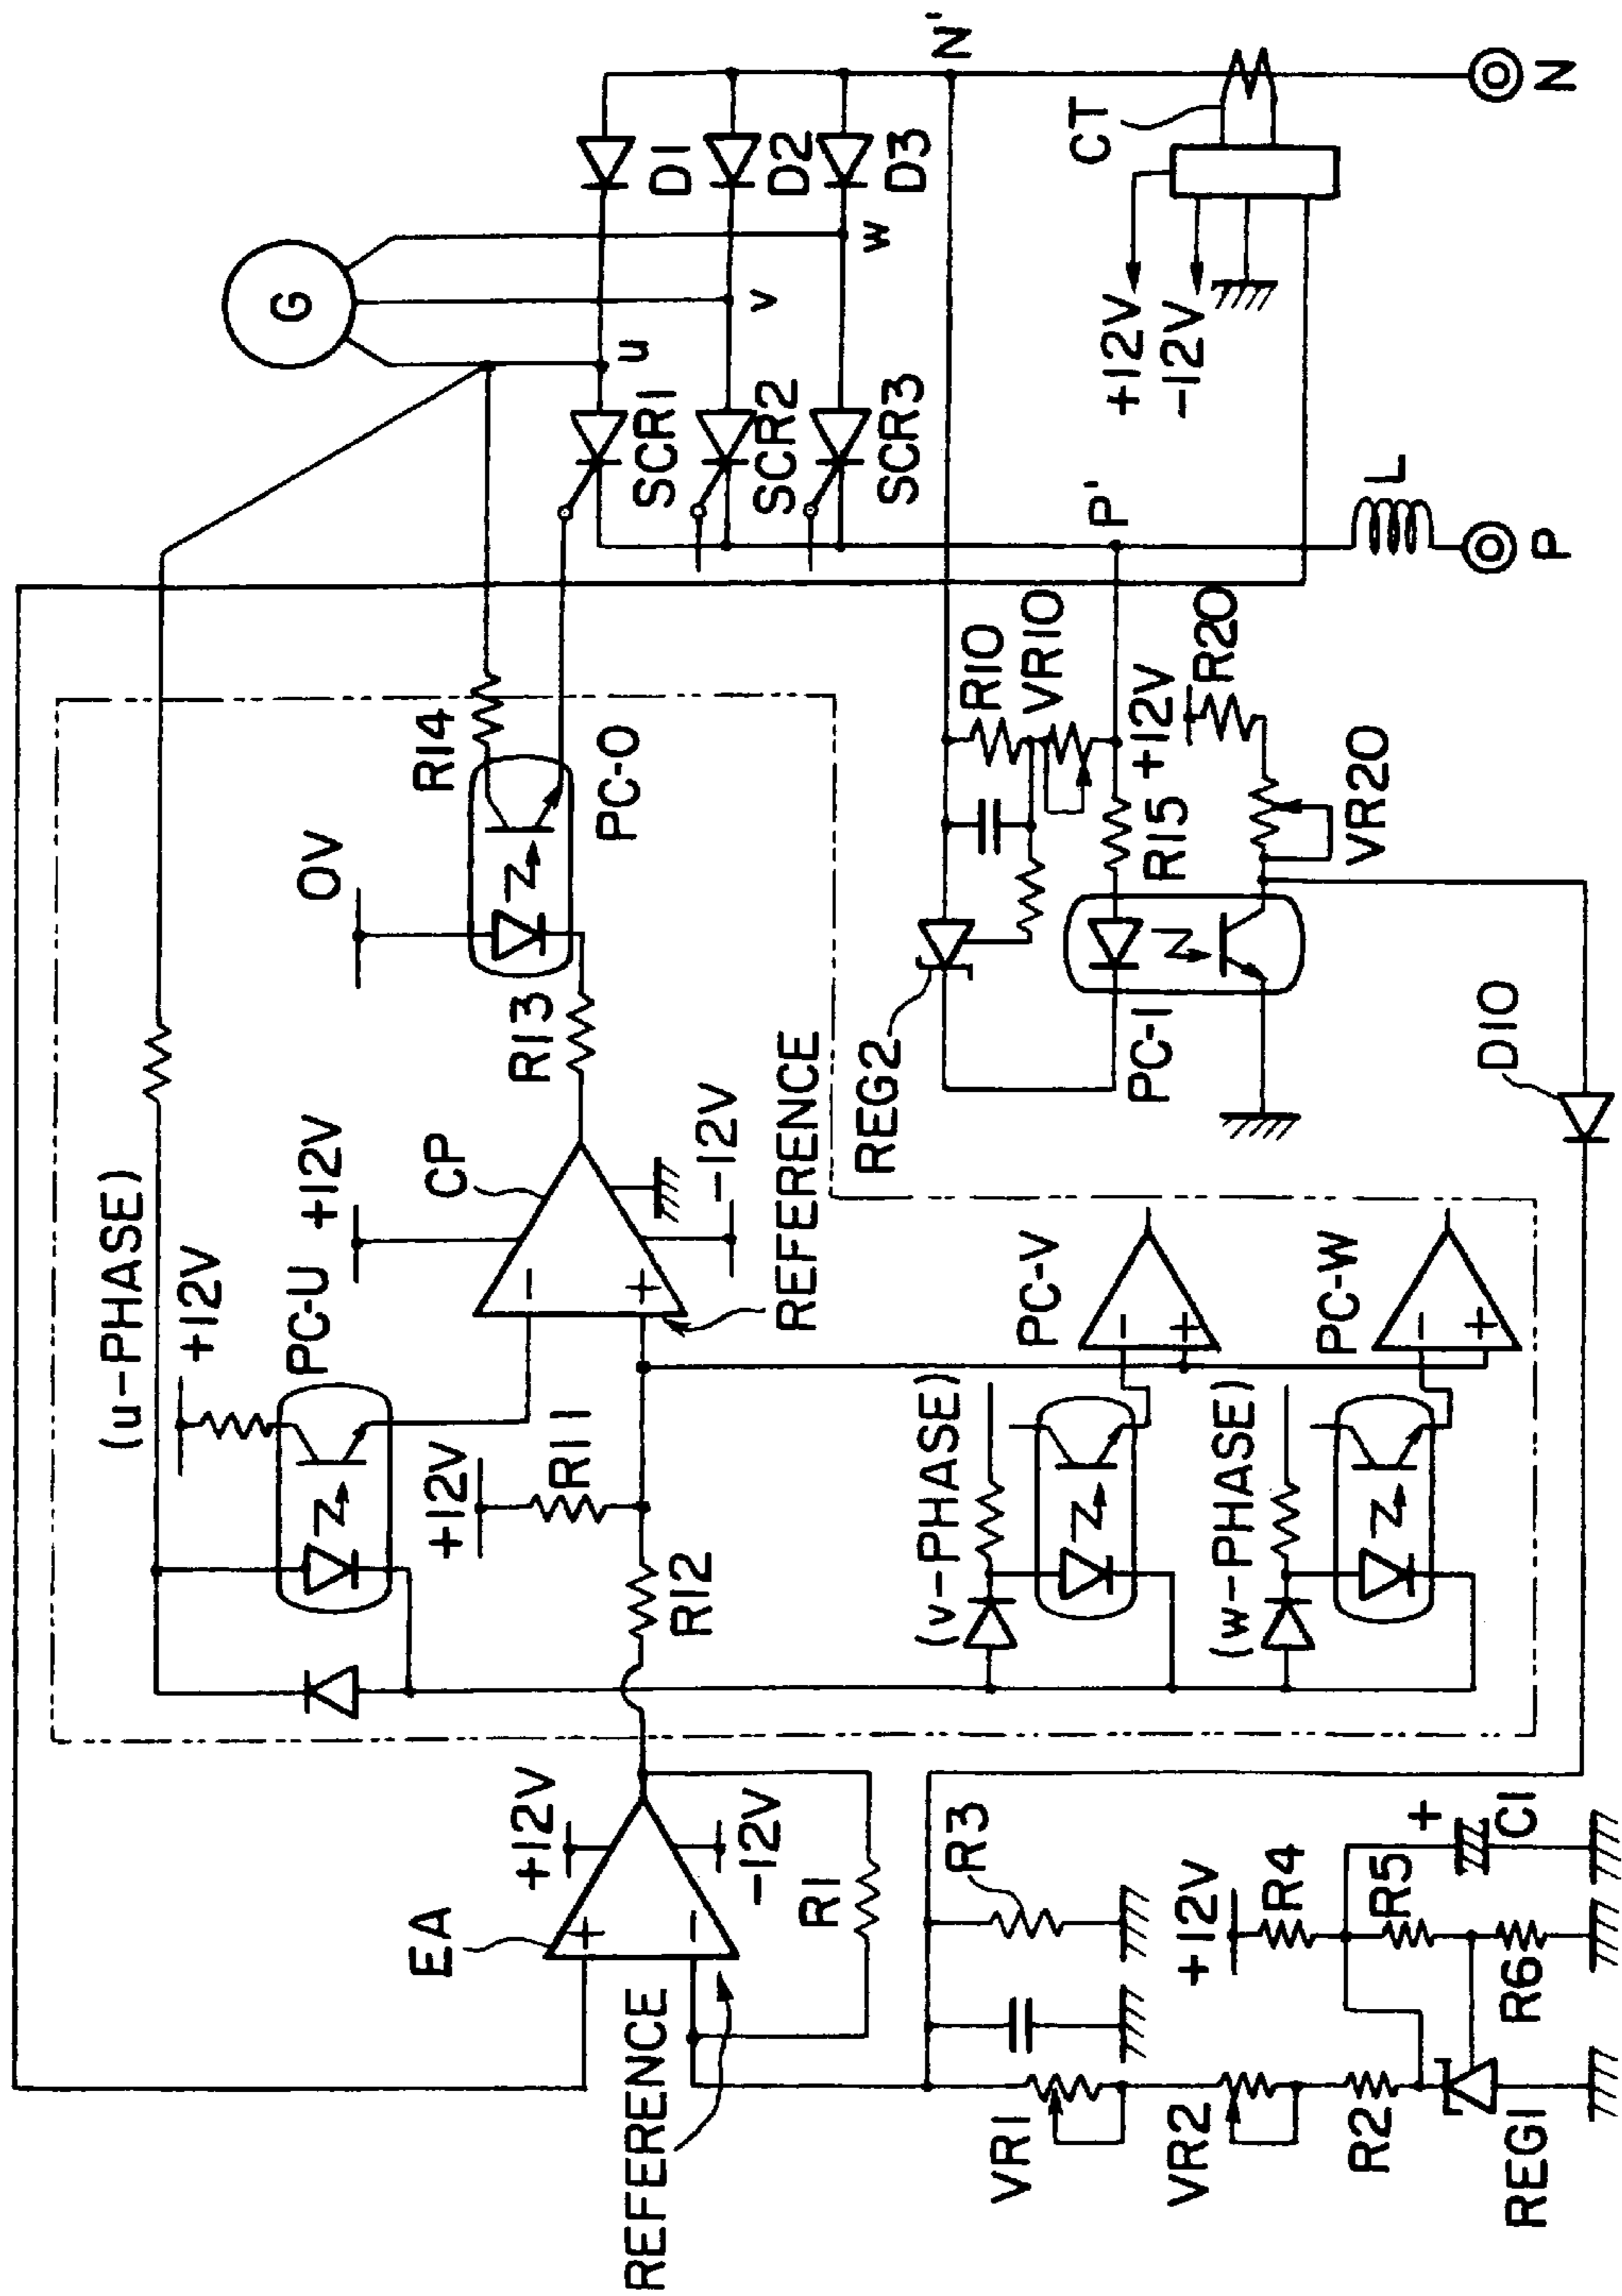 G
u
v
w
D1
D2
D3
N'
SCR1
SCR2
SCR3
P'
CT
+12V
-12V
L
P
N
R14
0V
PC-0
R13
R10
VR10
+12V
R20
R15
VR20
REG2
PC-1
D10
(u-PHASE)
+12V
PC-U
+12V
CP
-12V
REFERENCE
-
+
+12V
R11
R12
(v-PHASE)
PC-V
-
+
(w-PHASE)
PC-W
-
+
EA
+12V
-12V
+
-
R1
REFERENCE
R3
VR1
VR2
R2
REG1
+12V
R4
R5
R6
+
C1